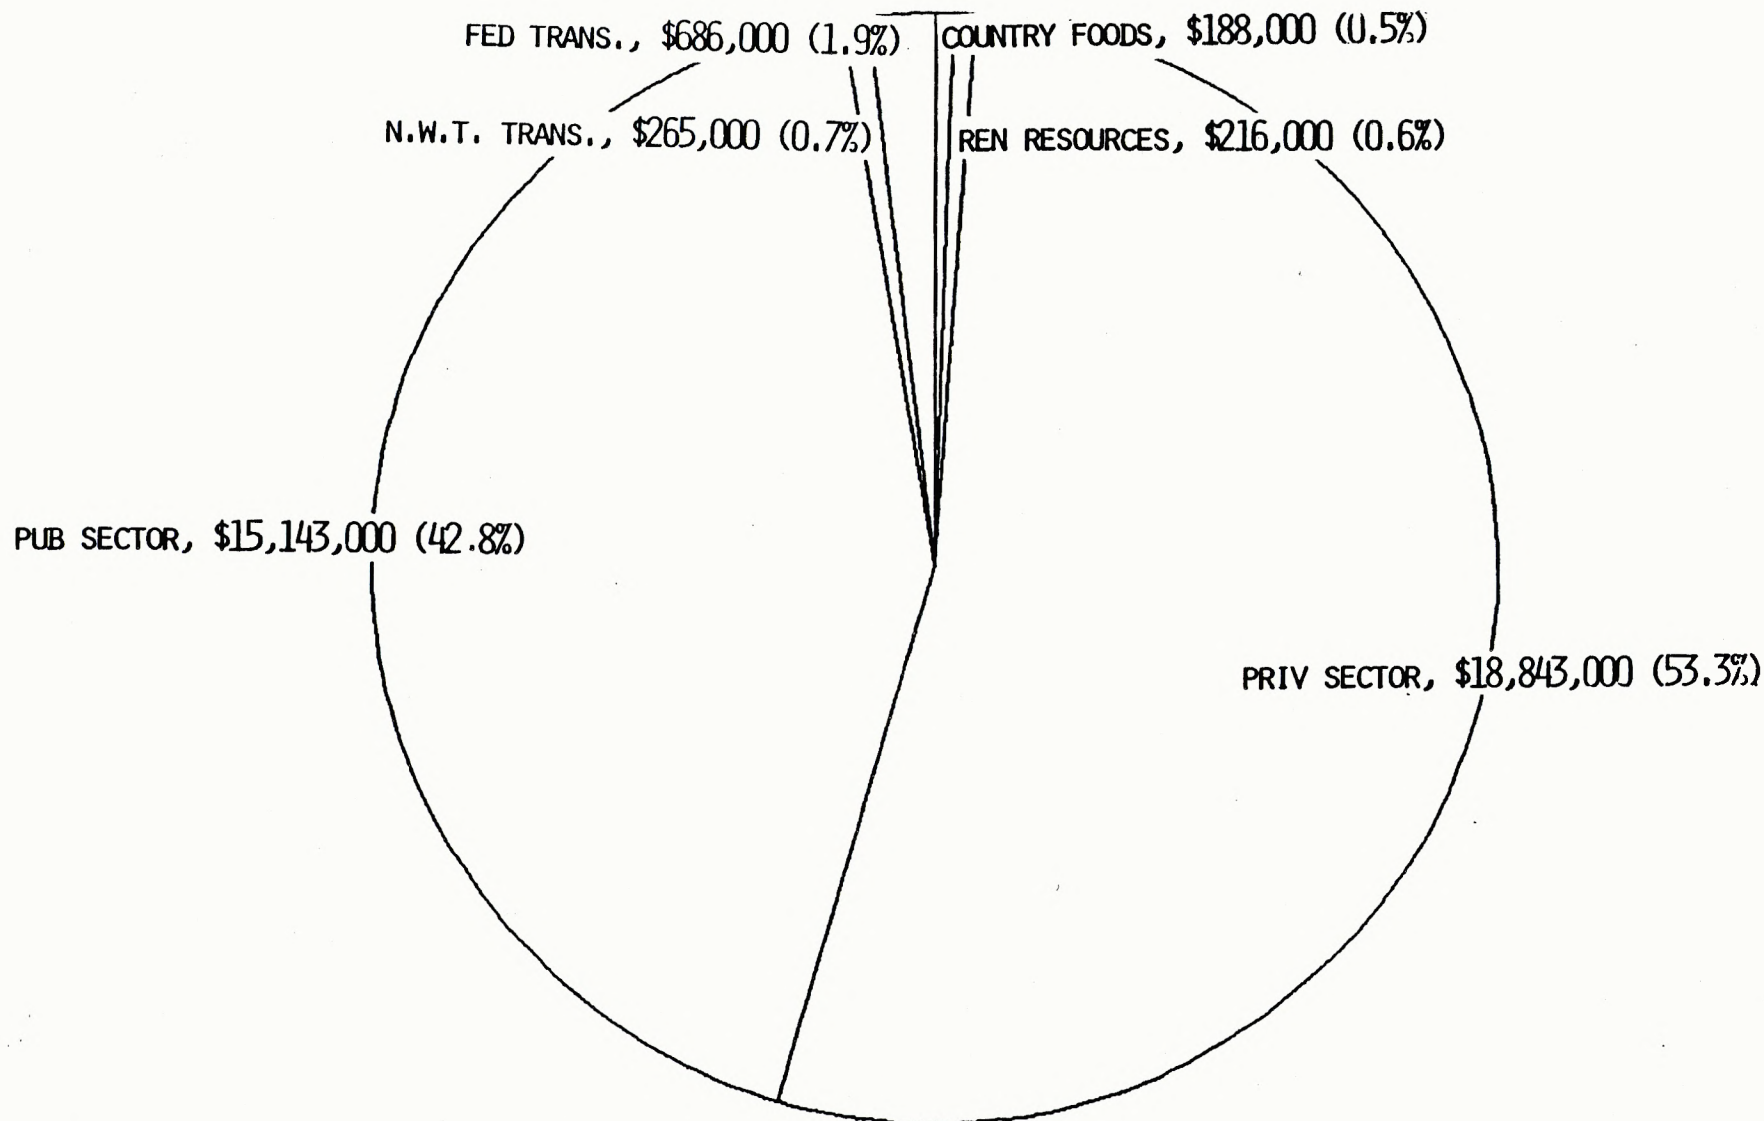 FED TRANS., $686,000 (1.9%)
COUNTRY FOODS, $188,000 (0.5%)
N.W.T. TRANS., $265,000 (0.7%)
REN RESOURCES, $216,000 (0.6%)
PUB SECTOR, $15,143,000 (42.8%)
PRIV SECTOR, $18,843,000 (53.3%)